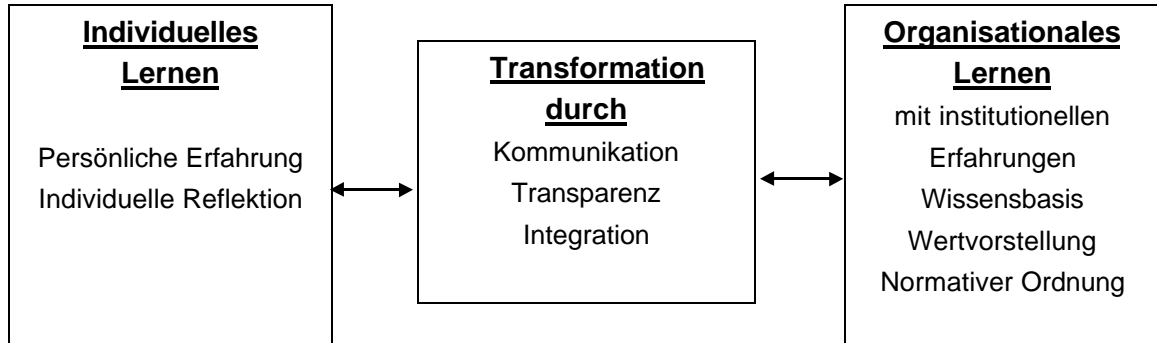 Individuelles
Lernen
Persönliche Erfahrung
Individuelle Reflektion
Transformation
durch
Kommunikation
Transparenz
Integration
Organisationales
Lernen
mit institutionellen
Erfahrungen
Wissensbasis
Wertvorstellung
Normativer Ordnung